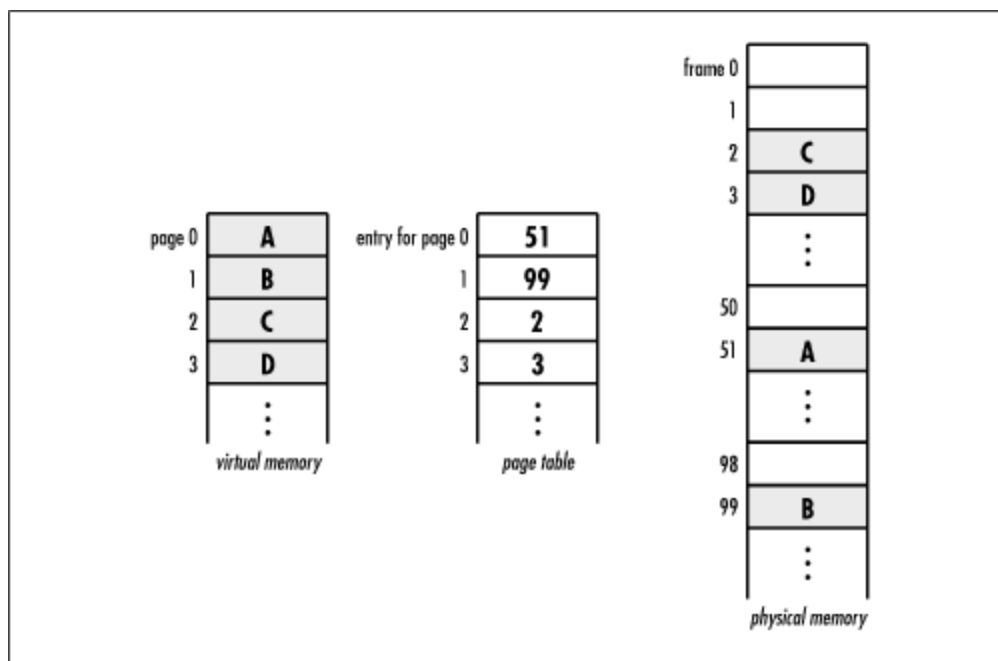 page 0 A
1 B
2 C
3 D
⋮
virtual memory
entry for page 0 51
1 99
2 2
3 3
⋮
page table
frame 0
1
2 C
3 D
⋮
50
51 A
⋮
98
99 B
⋮
physical memory